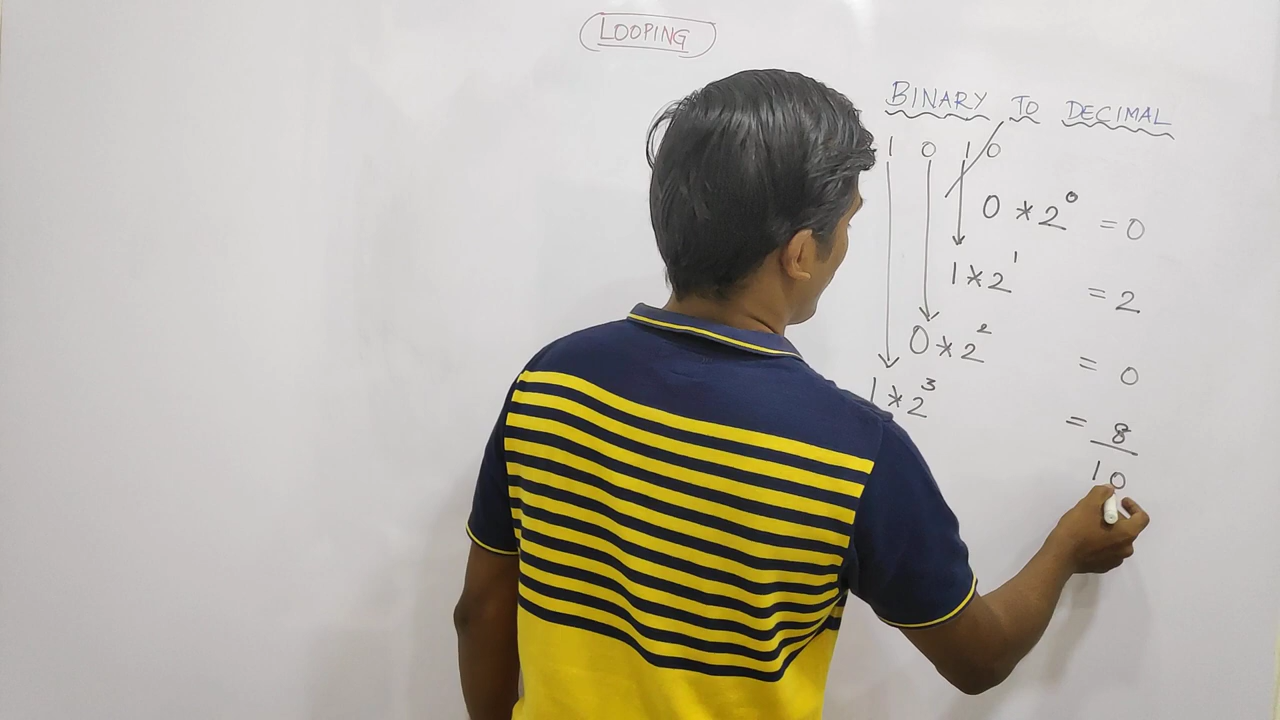 LOOPING
BINARY TO DECIMAL
1 0 1 0
0 * 2⁰ = 0
1 * 2¹ = 2
0 * 2² = 0
1 * 2³ = 8
10